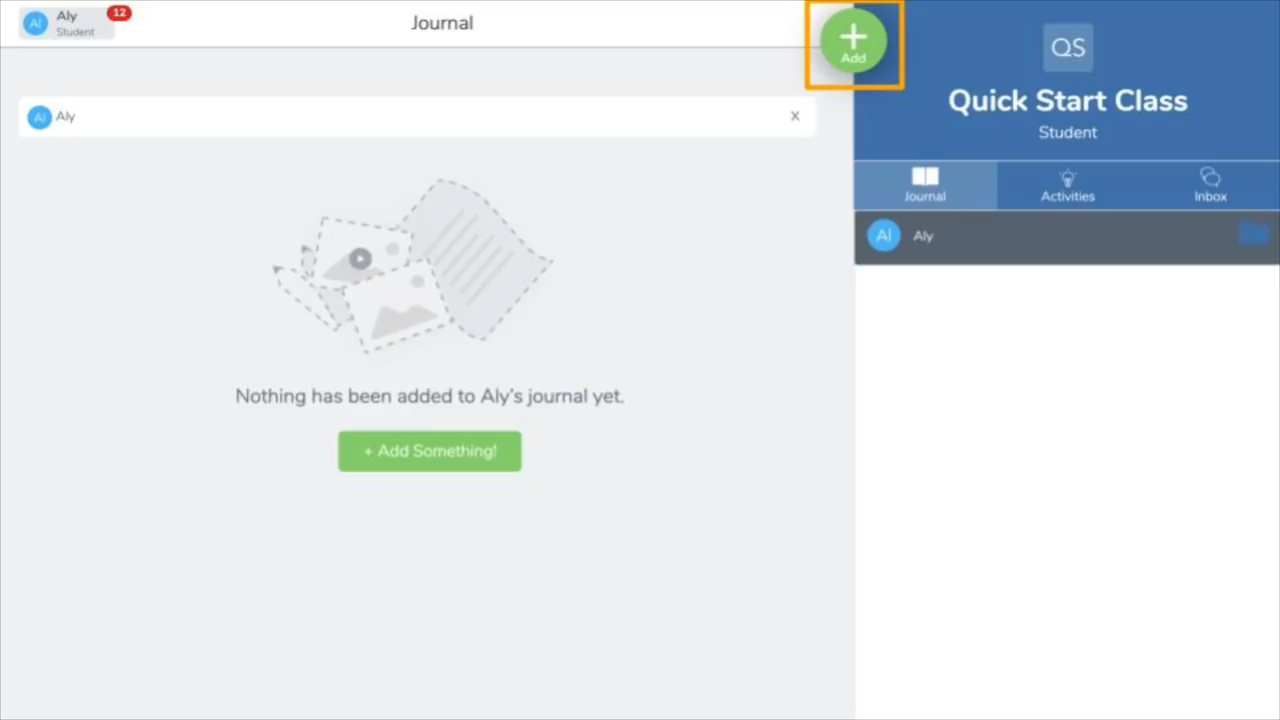 Al
Aly
Student
12
Journal
Add
QS
Quick Start Class
Student
Journal
Activities
Inbox
Al Aly
Al Aly X
Nothing has been added to Aly's journal yet.
+ Add Something!